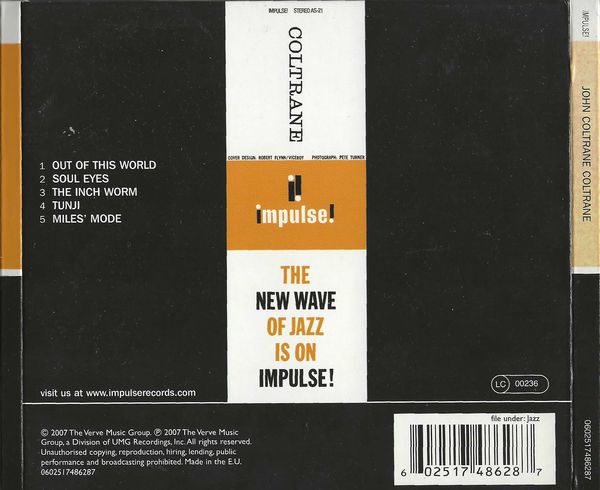 IMPULSE! STEREO AS-21
COLTRANE
COVER DESIGN: ROBERT FLYNN/VICEROY PHOTOGRAPH: PETE TURNER
1 OUT OF THIS WORLD
2 SOUL EYES
3 THE INCH WORM
4 TUNJI
5 MILES' MODE
i!
impulse!
THE
NEW WAVE
OF JAZZ
IS ON
IMPULSE!
visit us at www.impulserecords.com
LC 00236
© 2007 The Verve Music Group. ℗ 2007 The Verve Music
Group, a Division of UMG Recordings, Inc. All rights reserved.
Unauthorised copying, reproduction, hiring, lending, public
performance and broadcasting prohibited. Made in the E.U.
0602517486287
file under: Jazz
6 02517 48628 7
IMPULSE!
JOHN COLTRANE COLTRANE
0602517486287